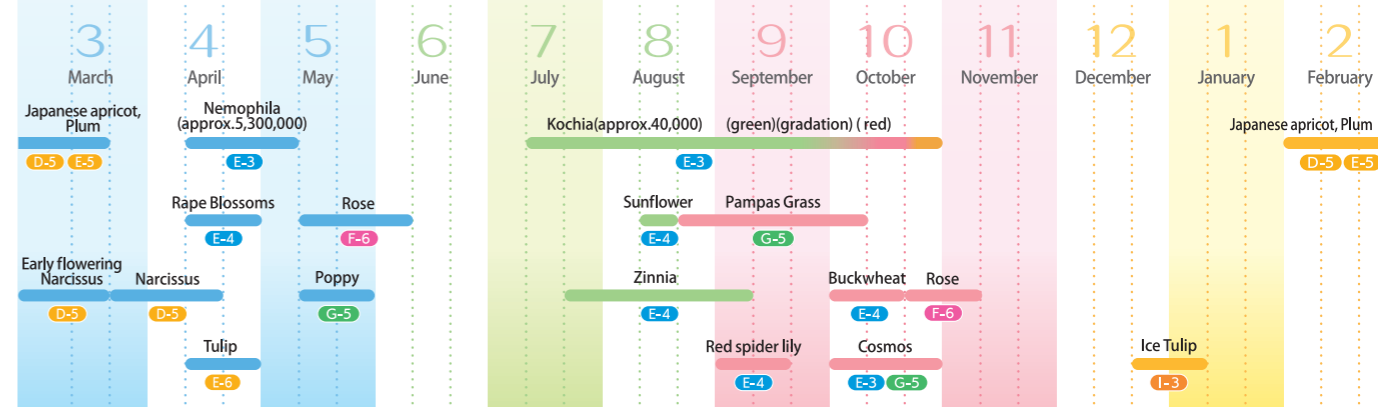 3 4 5 6 7 8 9 10 11 12 1 2
March April May June July August September October November December January February
Japanese apricot,
Plum
D-5 E-5
Nemophila
(approx.5,300,000)
E-3
Kochia(approx.40,000) (green)(gradation) ( red)
E-3
Japanese apricot, Plum
D-5 E-5
Rape Blossoms
E-4
Rose
F-6
Sunflower
E-4
Pampas Grass
G-5
Early flowering
Narcissus
D-5
Narcissus
D-5
Poppy
G-5
Zinnia
E-4
Buckwheat
E-4
Rose
F-6
Tulip
E-6
Red spider lily
E-4
Cosmos
E-3 G-5
Ice Tulip
I-3